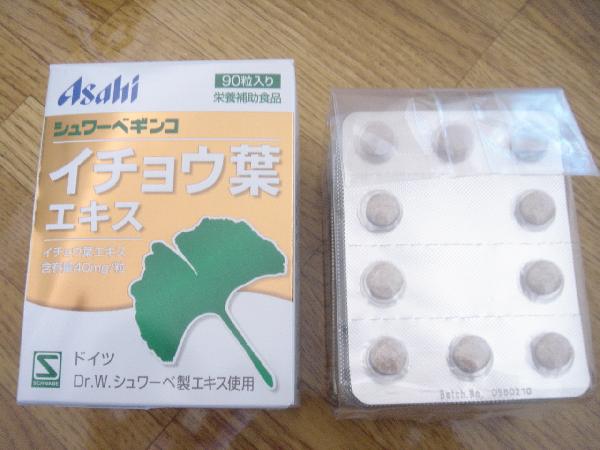 Asahi
90粒入り
栄養補助食品
シュワーベギンコ
イチョウ葉
エキス
イチョウ葉エキス
含有量40mg/粒
SCHWABE
ドイツ
Dr.W.シュワーベ製エキス使用
Batch.No. 0580270